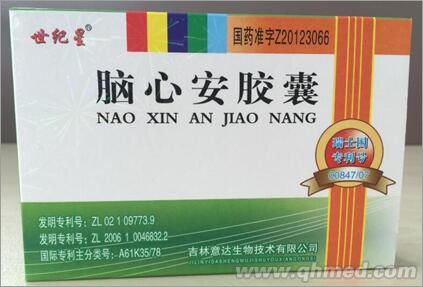 世纪星
国药准字Z20123066
脑心安胶囊
NAO XIN AN JIAO NANG
瑞士国
专利号
00847/07
发明专利号：ZL 02 1 09773.9
发明专利号：ZL 2006 1 0046832.2
国际专利主分类号：A61K35/78
吉林意达生物技术有限公司
www.qhmed.com